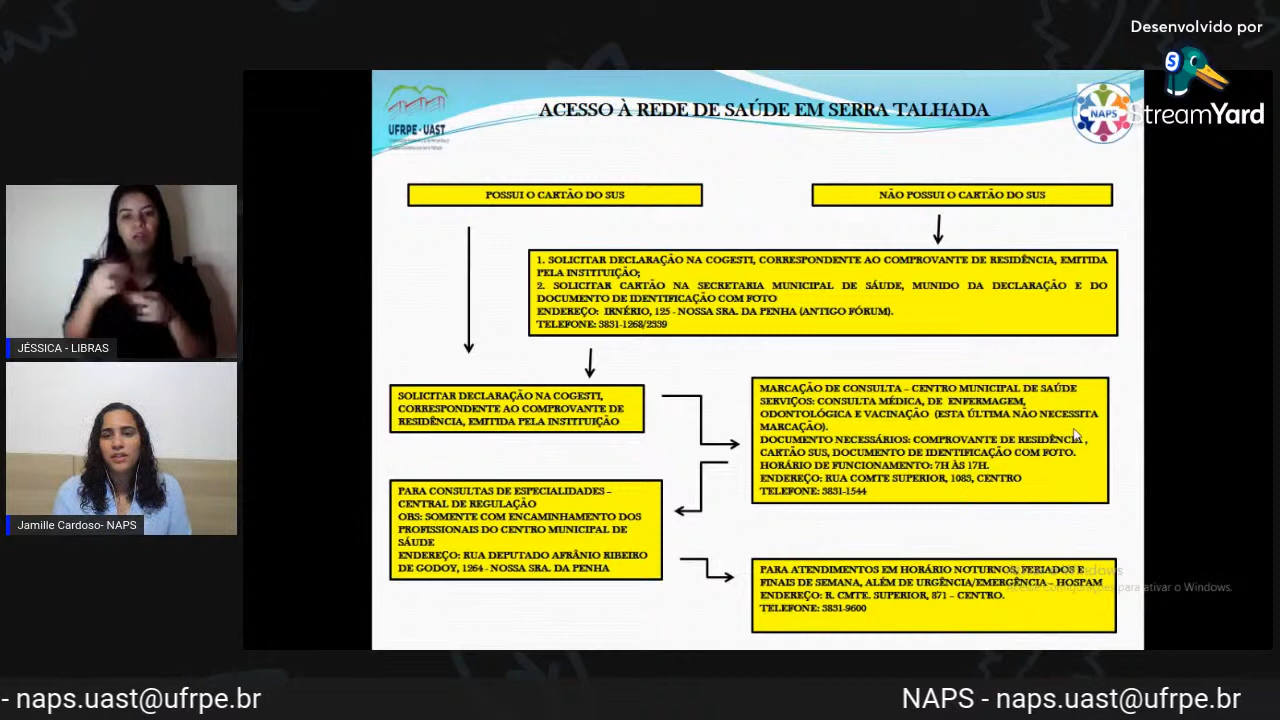 Desenvolvido por
StreamYard
UFRPE - UAST
ACESSO À REDE DE SAÚDE EM SERRA TALHADA
NAPS
POSSUI O CARTÃO DO SUS
NÃO POSSUI O CARTÃO DO SUS
1. SOLICITAR DECLARAÇÃO NA COGESTI, CORRESPONDENTE AO COMPROVANTE DE RESIDÊNCIA, EMITIDA
PELA INSTITUIÇÃO;
2. SOLICITAR CARTÃO NA SECRETARIA MUNICIPAL DE SÁUDE, MUNIDO DA DECLARAÇÃO E DO
DOCUMENTO DE IDENTIFICAÇÃO COM FOTO
ENDEREÇO: IRNÉRIO, 125 - NOSSA SRA. DA PENHA (ANTIGO FÓRUM).
TELEFONE: 3831-1268/2339
SOLICITAR DECLARAÇÃO NA COGESTI,
CORRESPONDENTE AO COMPROVANTE DE
RESIDÊNCIA, EMITIDA PELA INSTITUIÇÃO
MARCAÇÃO DE CONSULTA – CENTRO MUNICIPAL DE SAÚDE
SERVIÇOS: CONSULTA MÉDICA, DE ENFERMAGEM,
ODONTOLÓGICA E VACINAÇÃO (ESTA ÚLTIMA NÃO NECESSITA
MARCAÇÃO).
DOCUMENTO NECESSÁRIOS: COMPROVANTE DE RESIDÊNCIA,
CARTÃO SUS, DOCUMENTO DE IDENTIFICAÇÃO COM FOTO.
HORÁRIO DE FUNCIONAMENTO: 7H ÀS 17H.
ENDEREÇO: RUA COMTE SUPERIOR, 1083, CENTRO
TELEFONE: 3831-1544
PARA CONSULTAS DE ESPECIALIDADES –
CENTRAL DE REGULAÇÃO
OBS: SOMENTE COM ENCAMINHAMENTO DOS
PROFISSIONAIS DO CENTRO MUNICIPAL DE
SÁUDE
ENDEREÇO: RUA DEPUTADO AFRÂNIO RIBEIRO
DE GODOY, 1264 - NOSSA SRA. DA PENHA
PARA ATENDIMENTOS EM HORÁRIO NOTURNOS, FERIADOS E
FINAIS DE SEMANA, ALÉM DE URGÊNCIA/EMERGÊNCIA – HOSPAM
ENDEREÇO: R. CMTE. SUPERIOR, 871 – CENTRO.
TELEFONE: 3831-9600
para ativar o Windows.
JÉSSICA - LIBRAS
Jamille Cardoso- NAPS
- naps.uast@ufrpe.br
NAPS - naps.uast@ufrpe.br